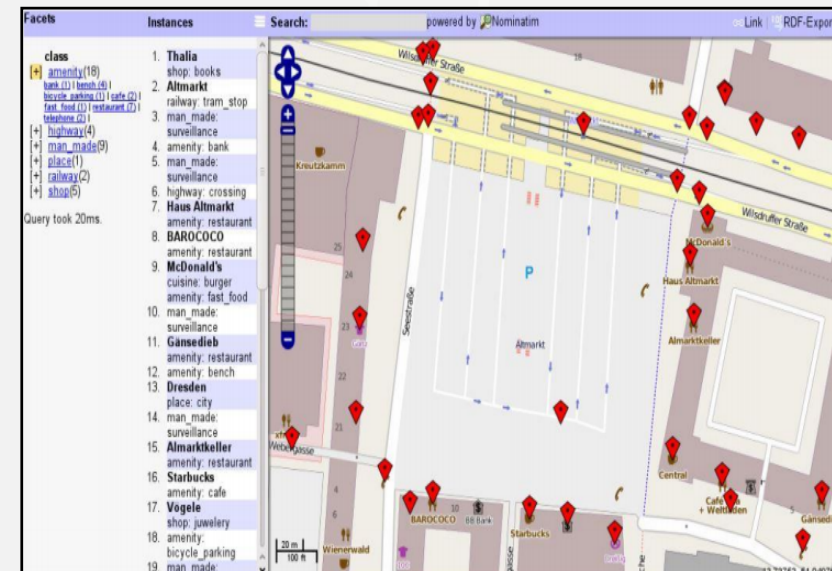 Facets
Instances
Search:
powered by Nominatim
Link | RDF-Expor
class
[+] amenity(18)
bank (1) | bench (4) |
bicycle_parking (1) | cafe (2) |
fast_food (1) | restaurant (7) |
telephone (2) |
[+] highway(4)
[+] man_made(9)
[+] place(1)
[+] railway(2)
[+] shop(5)
Query took 20ms.
1. Thalia
shop: books
2. Altmarkt
railway: tram_stop
3. man_made:
surveillance
4. amenity: bank
5. man_made:
surveillance
6. highway: crossing
7. Haus Altmarkt
amenity: restaurant
8. BAROCOCO
amenity: restaurant
9. McDonald's
cuisine: burger
amenity: fast_food
10. man_made:
surveillance
11. Gänsedieb
amenity: restaurant
12. amenity: bench
13. Dresden
place: city
14. man_made:
surveillance
15. Almarktkeller
amenity: restaurant
16. Starbucks
amenity: cafe
17. Vögele
shop: juwelery
18. amenity:
bicycle_parking
19. man_made:
Wilsdruffer Straße
18
Kreutzkamm
Wilsdruffer Straße
McDonald's
25
Haus Altmarkt
24
P
Seestraße
23
Almarktkeller
Altmarkt
22
21
Webergasse
Central
4
6
BAROCOCO
BB Bank
Starbucks
+ Weltladen
5
10
Wienerwald
20 m
100 ft